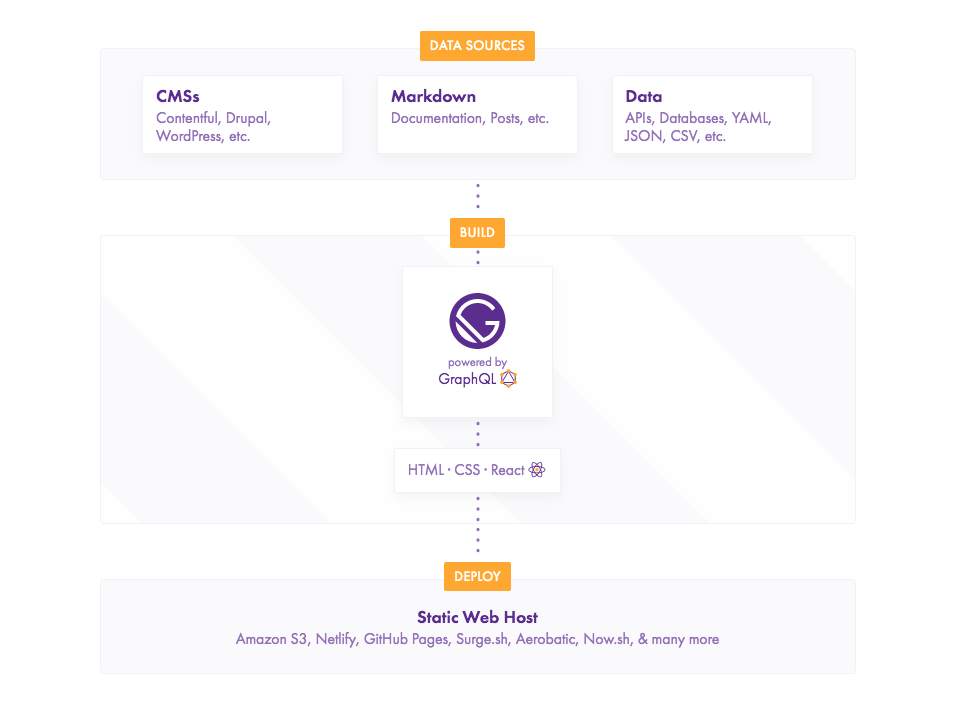 DATA SOURCES
CMSs
Contentful, Drupal,
WordPress, etc.
Markdown
Documentation, Posts, etc.
Data
APIs, Databases, YAML,
JSON, CSV, etc.
BUILD
powered by
GraphQL
HTML · CSS · React
DEPLOY
Static Web Host
Amazon S3, Netlify, GitHub Pages, Surge.sh, Aerobatic, Now.sh, & many more